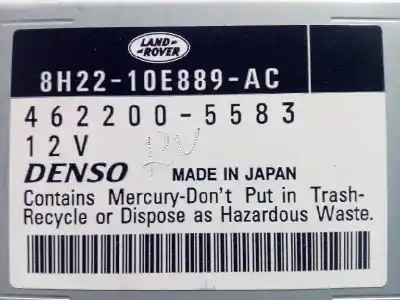 LAND-
ROVER
8H22-10E889-AC
462200-5583
12V
DENSO MADE IN JAPAN
Contains Mercury-Don't Put in Trash-
Recycle or Dispose as Hazardous Waste.